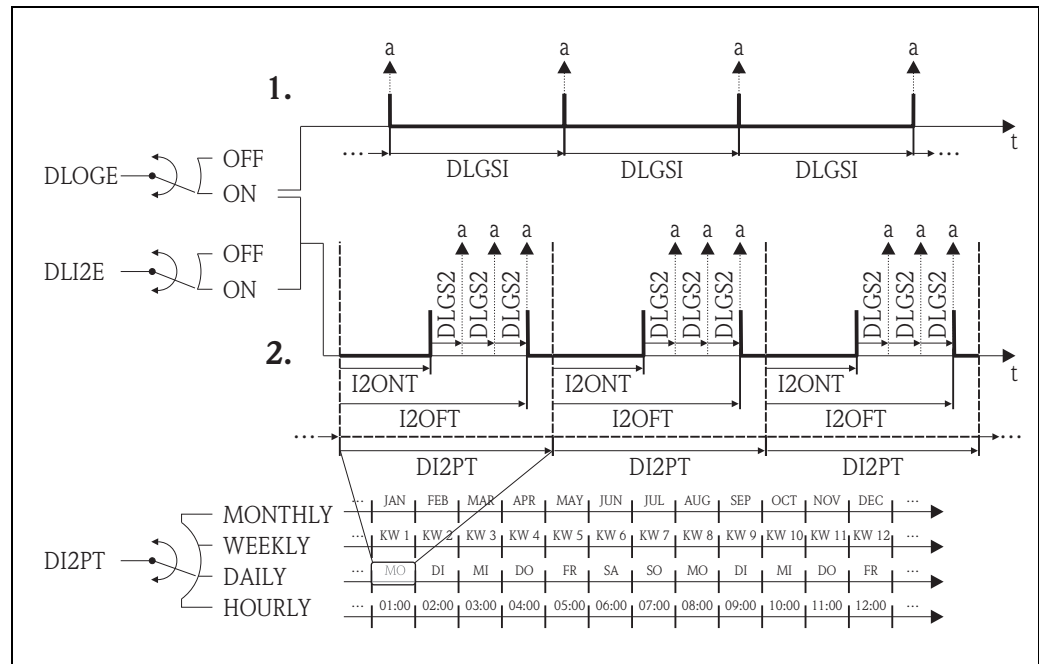 a a a a
1.
t
... DLGSI DLGSI DLGSI ...
DLOGE OFF
ON
DLI2E OFF
ON
a a a a a a a a a
DLGS2 DLGS2 DLGS2 DLGS2 DLGS2 DLGS2 DLGS2 DLGS2 DLGS2
2.
t
I2ONT I2ONT I2ONT
I2OFT I2OFT I2OFT
... ...
DI2PT DI2PT DI2PT
MONTHLY ... JAN FEB MAR APR MAY JUN JUL AUG SEP OCT NOV DEC ...
WEEKLY ... KW 1 KW 2 KW 3 KW 4 KW 5 KW 6 KW 7 KW 8 KW 9 KW 10 KW 11 KW 12 ...
DI2PT
DAILY ... MO DI MI DO FR SA SO MO DI MI DO FR ...
HOURLY ... 01:00 02:00 03:00 04:00 05:00 06:00 07:00 08:00 09:00 10:00 11:00 12:00 ...